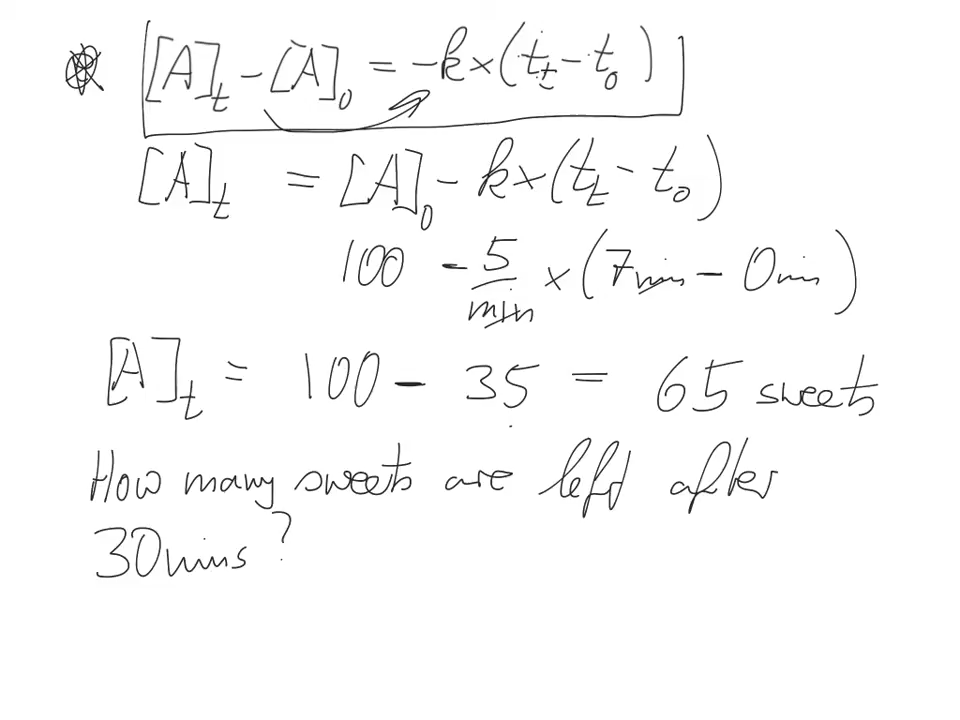 [A]t - [A]0 = -k×(tt - t0)
[A]t = [A]0 - k×(tt - t0)
100 - 5/min × (7min - 0min)
[A]t = 100 - 35 = 65 sweets
How many sweets are left after
30mins?